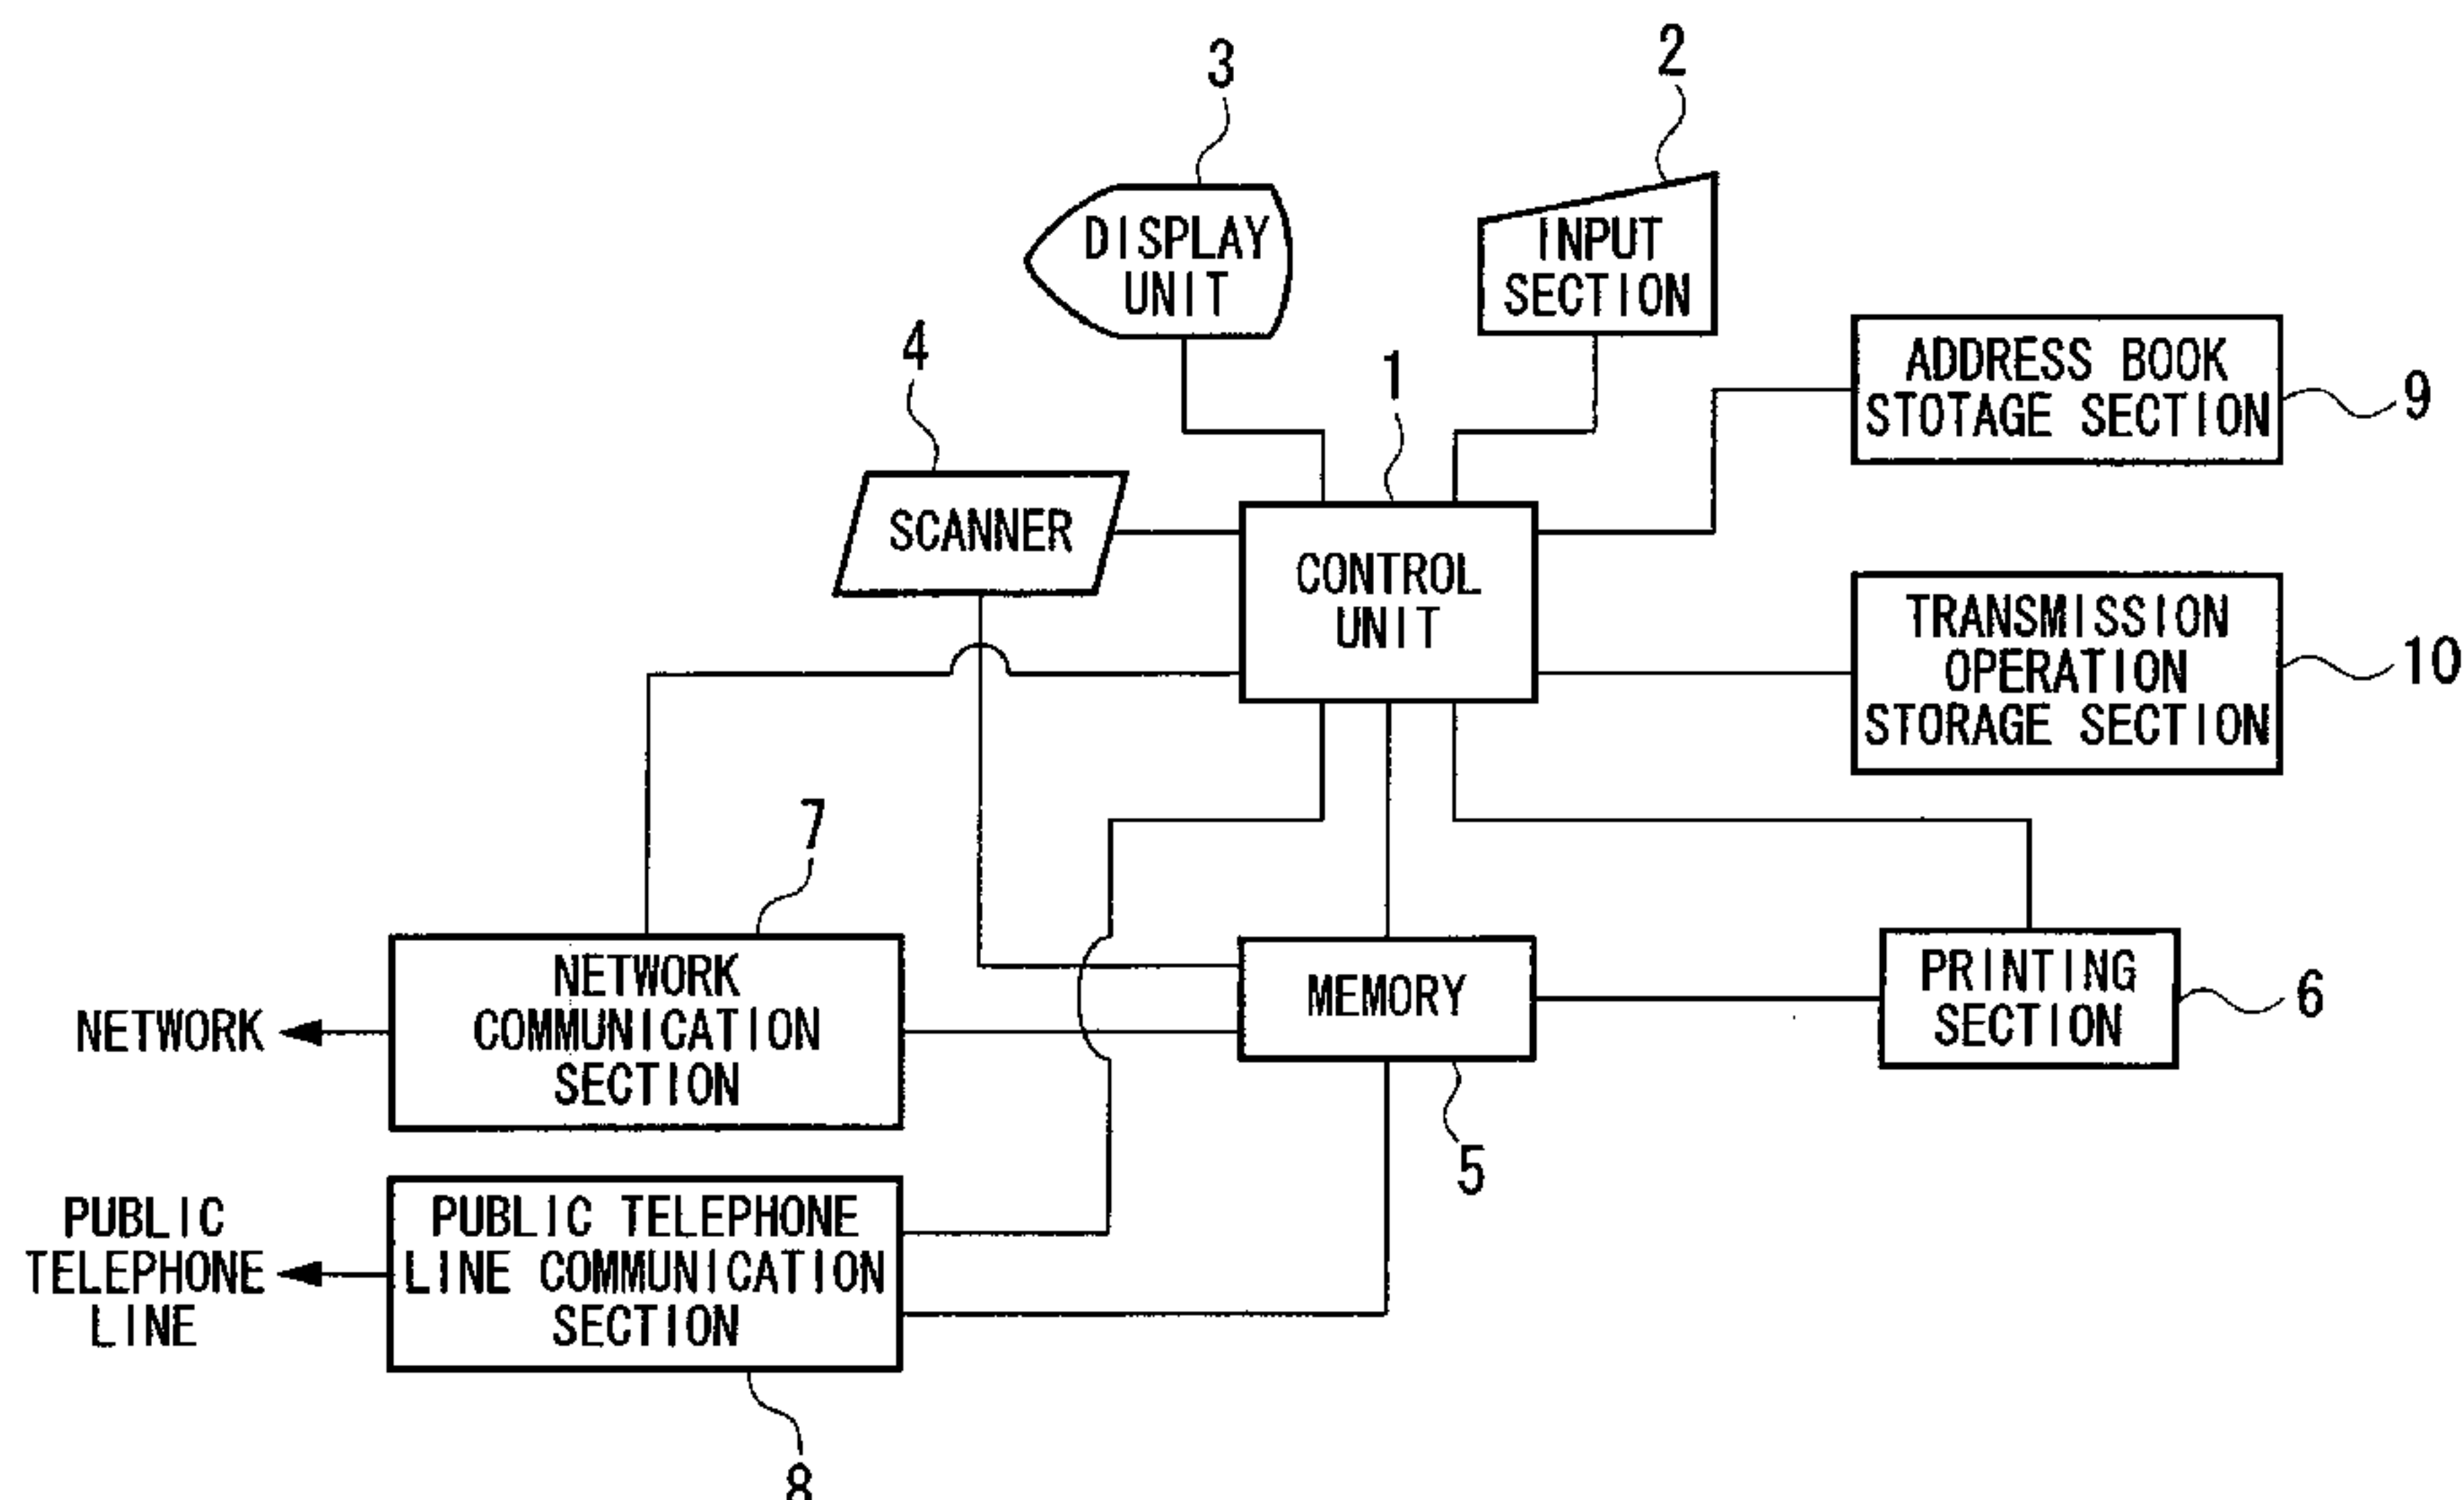 3
2
DISPLAY
UNIT
INPUT
SECTION
4
1
ADDRESS BOOK
STOTAGE SECTION
9
SCANNER
CONTROL
UNIT
TRANSMISSION
OPERATION
STORAGE SECTION
10
7
NETWORK
NETWORK
COMMUNICATION
SECTION
MEMORY
PRINTING
SECTION
6
5
PUBLIC
TELEPHONE
LINE
PUBLIC TELEPHONE
LINE COMMUNICATION
SECTION
8